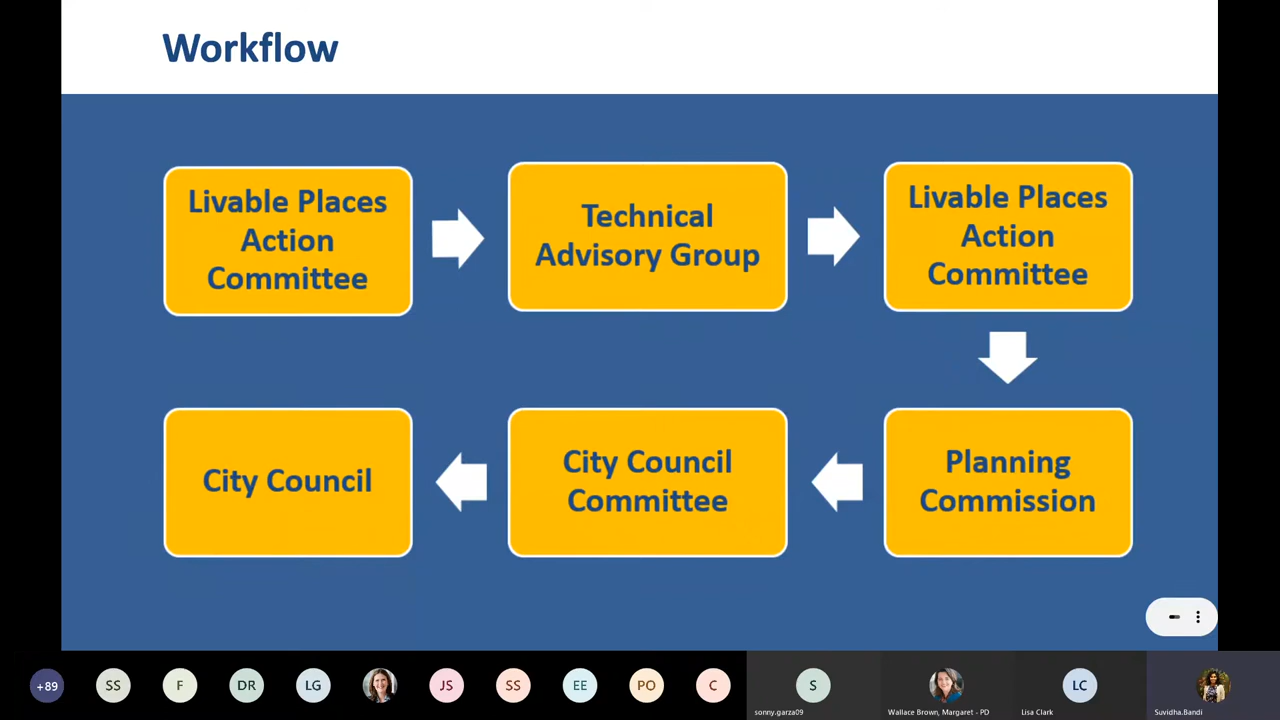 Workflow
Livable Places
Action
Committee
Technical
Advisory Group
Livable Places
Action
Committee
City Council
City Council
Committee
Planning
Commission
+89
SS
F
DR
LG
JS
SS
EE
PO
C
S
LC
sonny.garza09
Wallace Brown, Margaret - PD
Lisa Clark
Suvidha.Bandi